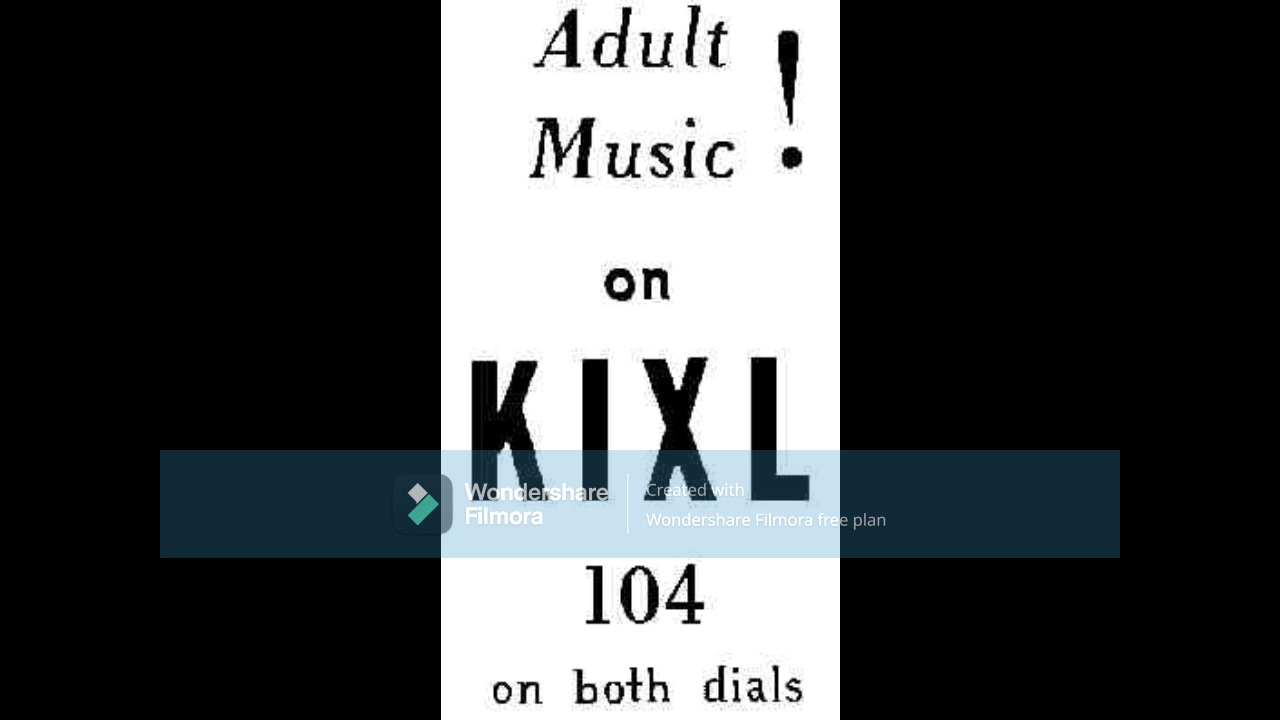 Adult
Music !
on
KIXL
Wondershare
Filmora
Created with
Wondershare Filmora free plan
104
on both dials